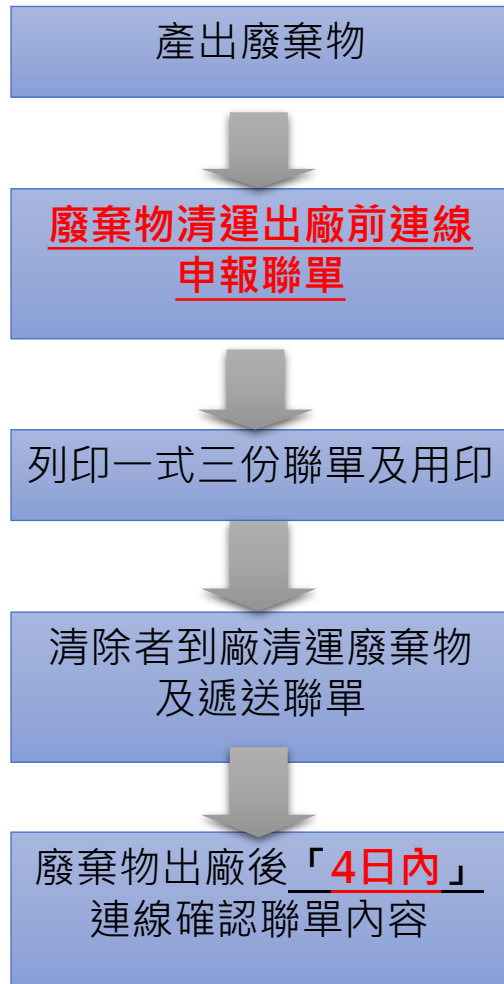 產出廢棄物
廢棄物清運出廠前連線
申報聯單
列印一式三份聯單及用印
清除者到廠清運廢棄物
及遞送聯單
廢棄物出廠後「4日內」
連線確認聯單內容